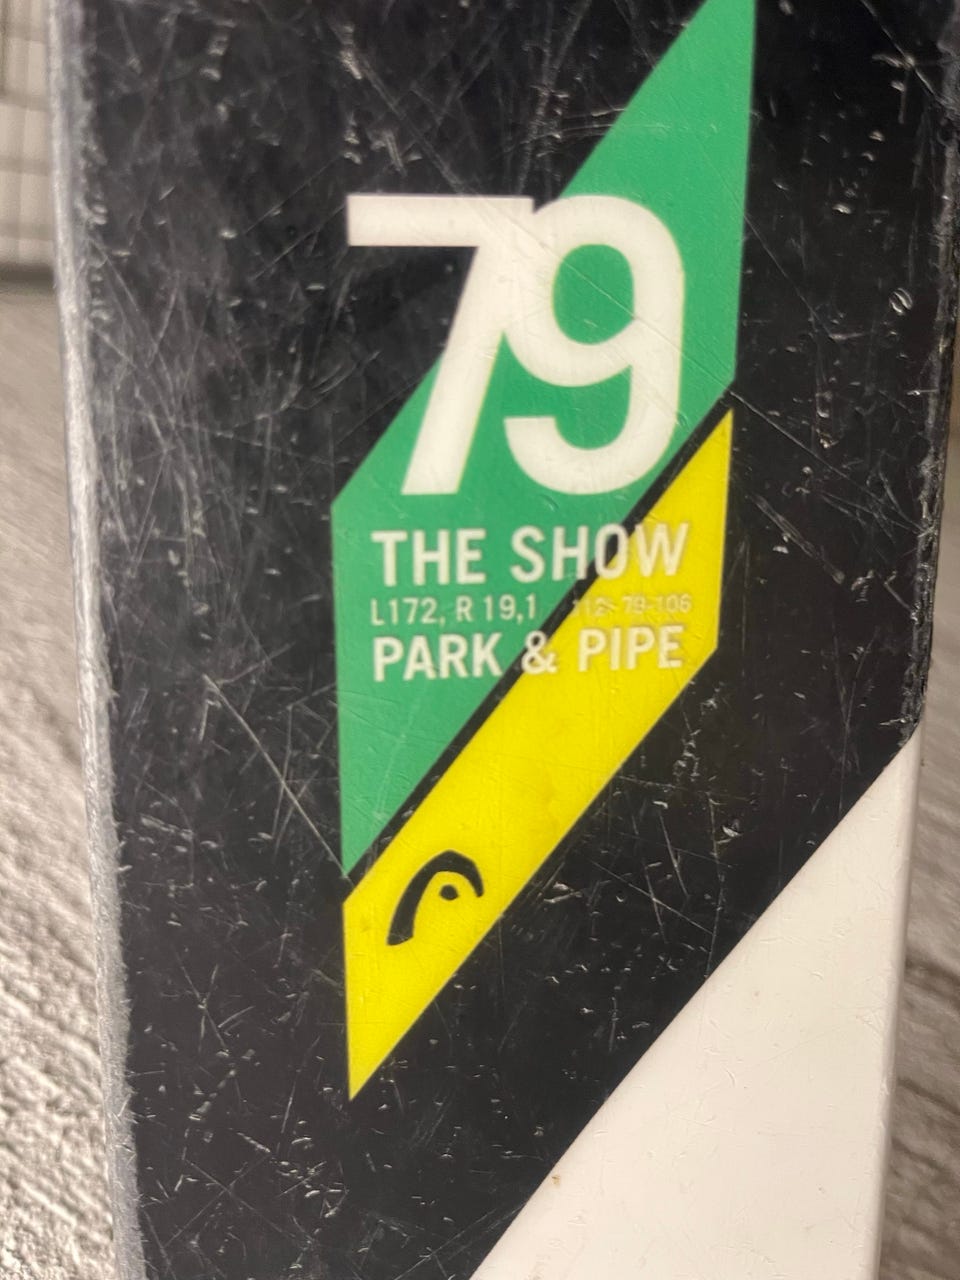 79
THE SHOW
L172, R 19,1 112-79-106
PARK & PIPE